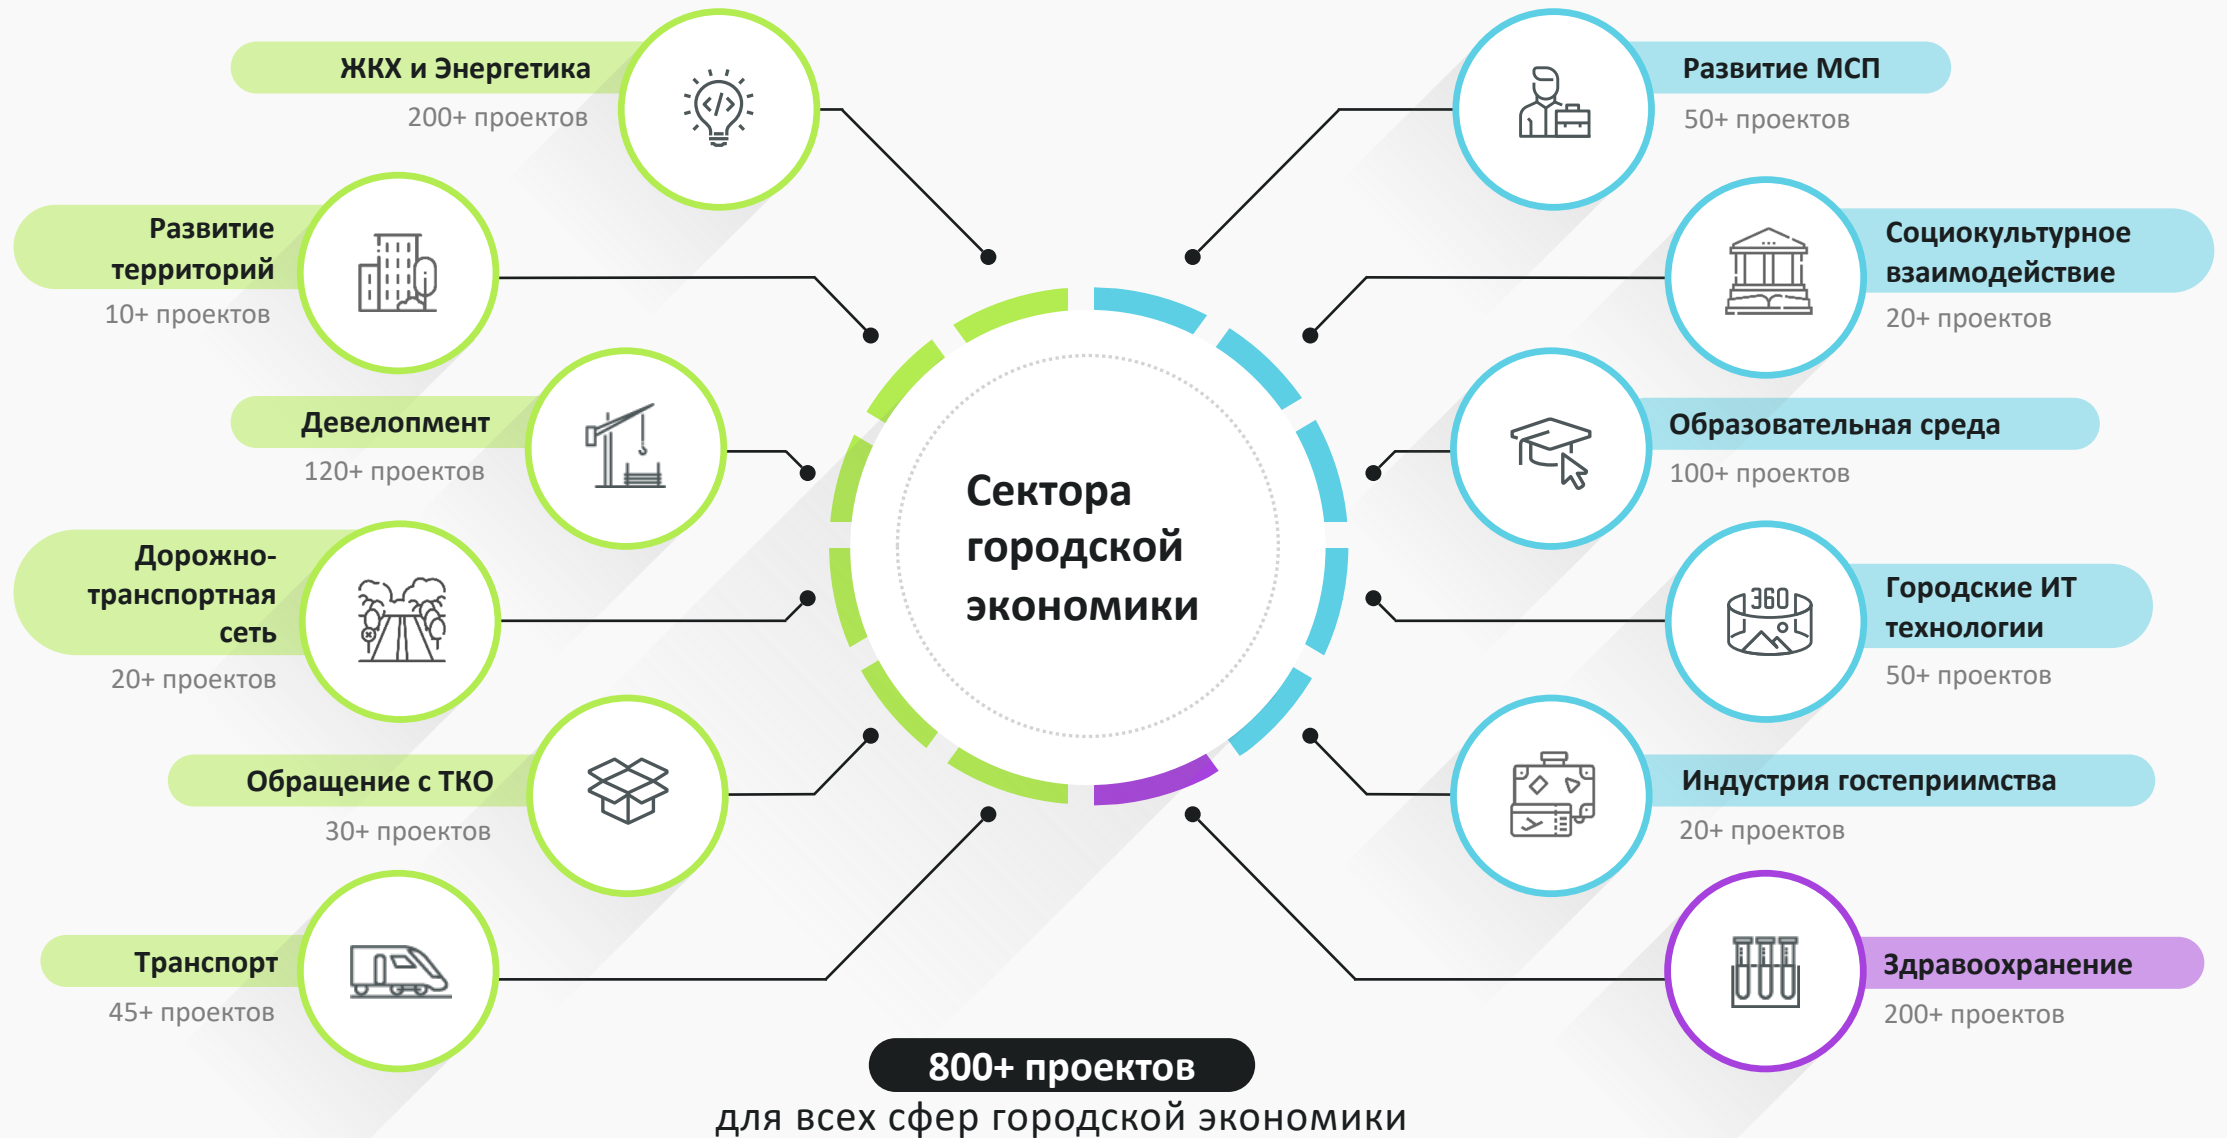 ЖКХ и Энергетика
200+ проектов
Развитие
территорий
10+ проектов
Девелопмент
120+ проектов
Дорожно-
транспортная
сеть
20+ проектов
Обращение с ТКО
30+ проектов
Транспорт
45+ проектов
Сектора
городской
экономики
Развитие МСП
50+ проектов
Социокультурное
взаимодействие
20+ проектов
Образовательная среда
100+ проектов
360
Городские ИТ
технологии
50+ проектов
Индустрия гостеприимства
20+ проектов
Здравоохранение
200+ проектов
800+ проектов
для всех сфер городской экономики